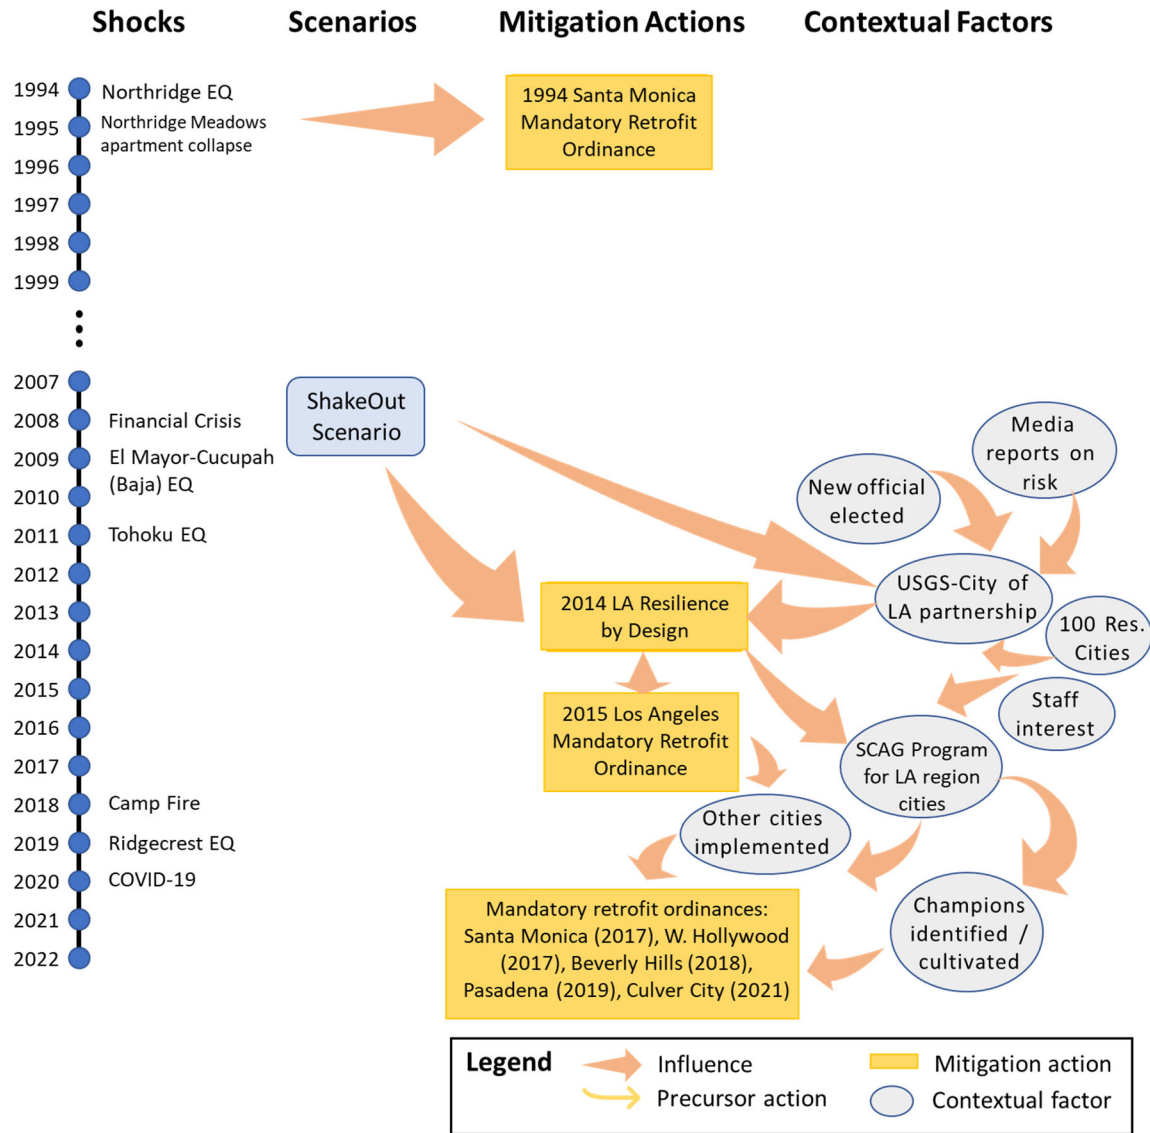 Shocks
Scenarios
Mitigation Actions
Contextual Factors
1994
Northridge EQ
1995
Northridge Meadows
apartment collapse
1996
1997
1998
1999
1994 Santa Monica
Mandatory Retrofit
Ordinance
2007
2008
Financial Crisis
2009
El Mayor-Cucupah
(Baja) EQ
2010
2011
Tohoku EQ
2012
2013
2014
2015
2016
2017
2018
Camp Fire
2019
Ridgecrest EQ
2020
COVID-19
2021
2022
ShakeOut
Scenario
Media
reports on
risk
New official
elected
USGS-City of
LA partnership
100 Res.
Cities
Staff
interest
2014 LA Resilience
by Design
2015 Los Angeles
Mandatory Retrofit
Ordinance
SCAG Program
for LA region
cities
Other cities
implemented
Champions
identified /
cultivated
Mandatory retrofit ordinances:
Santa Monica (2017), W. Hollywood
(2017), Beverly Hills (2018),
Pasadena (2019), Culver City (2021)
Legend
Influence
Mitigation action
Precursor action
Contextual factor